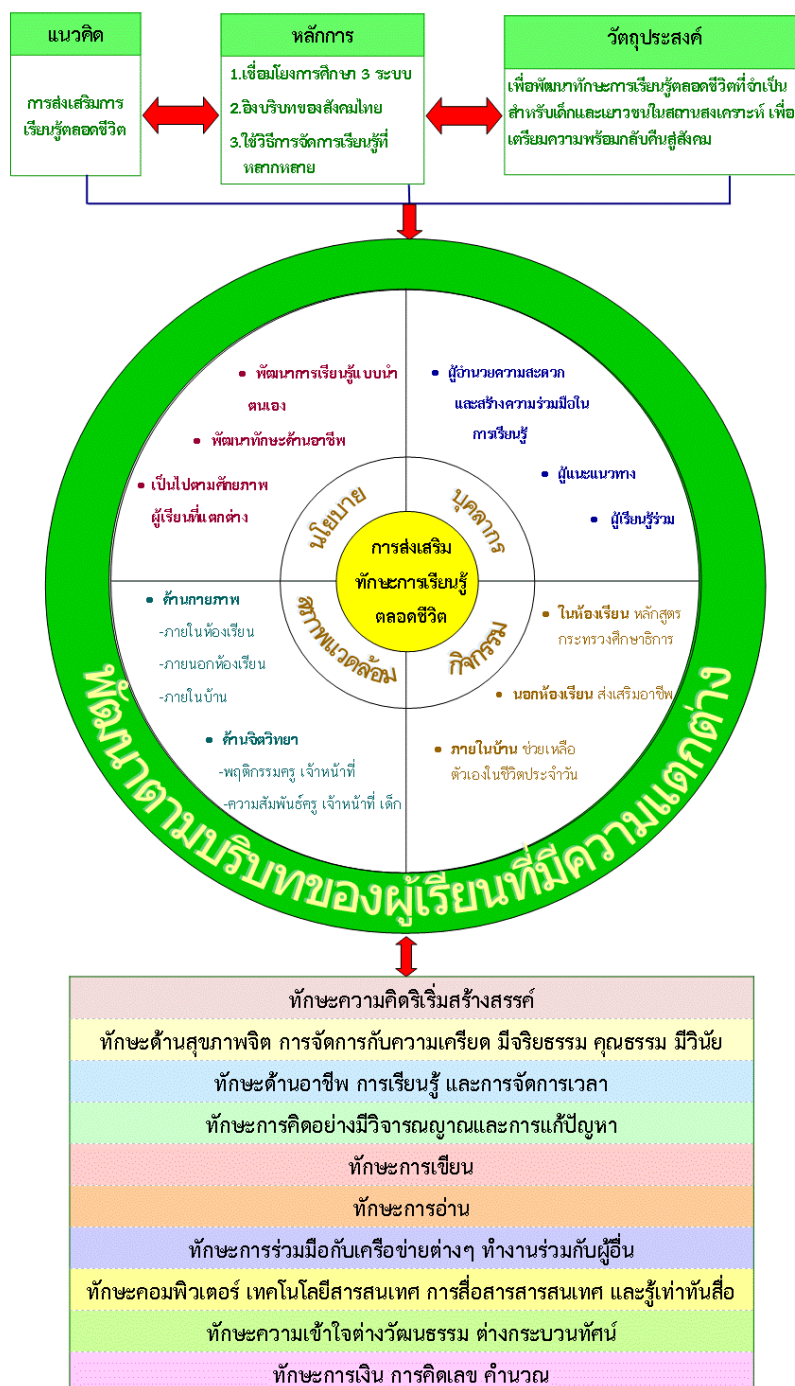 แนวคิด
การส่งเสริมการ
เรียนรู้ตลอดชีวิต
หลักการ
1.เชื่อมโยงการศึกษา 3 ระบบ
2.อิงบริบทของสังคมไทย
3.ใช้วิธีการจัดการเรียนรู้ที่
หลากหลาย
วัตถุประสงค์
เพื่อพัฒนาทักษะการเรียนรู้ตลอดชีวิตที่จำเป็น
สำหรับเด็กและเยาวชนในสถานสงเคราะห์ เพื่อ
เตรียมความพร้อมกลับคืนสู่สังคม
• พัฒนาการเรียนรู้แบบนำ
ตนเอง
• พัฒนาทักษะด้านอาชีพ
• เป็นไปตามศักยภาพ
ผู้เรียนที่แตกต่าง
• ผู้อำนวยความสะดวก
และสร้างความร่วมมือใน
การเรียนรู้
• ผู้แนะแนวทาง
• ผู้เรียนรู้ร่วม
นโยบาย
บุคลากร
การส่งเสริม
ทักษะการเรียนรู้
ตลอดชีวิต
สภาพแวดล้อม
กิจกรรม
• ด้านกายภาพ
-ภายในห้องเรียน
-ภายนอกห้องเรียน
-ภายในบ้าน
• ด้านจิตวิทยา
-พฤติกรรมครู เจ้าหน้าที่
-ความสัมพันธ์ครู เจ้าหน้าที่ เด็ก
• ในห้องเรียน หลักสูตร
กระทรวงศึกษาธิการ
• นอกห้องเรียน ส่งเสริมอาชีพ
• ภายในบ้าน ช่วยเหลือ
ตัวเองในชีวิตประจำวัน
พัฒนาตามบริบทของผู้เรียนที่มีความแตกต่าง
ทักษะความคิดริเริ่มสร้างสรรค์
ทักษะด้านสุขภาพจิต การจัดการกับความเครียด มีจริยธรรม คุณธรรม มีวินัย
ทักษะด้านอาชีพ การเรียนรู้ และการจัดการเวลา
ทักษะการคิดอย่างมีวิจารณญาณและการแก้ปัญหา
ทักษะการเขียน
ทักษะการอ่าน
ทักษะการร่วมมือกับเครือข่ายต่างๆ ทำงานร่วมกับผู้อื่น
ทักษะคอมพิวเตอร์ เทคโนโลยีสารสนเทศ การสื่อสารสารสนเทศ และรู้เท่าทันสื่อ
ทักษะความเข้าใจต่างวัฒนธรรม ต่างกระบวนทัศน์
ทักษะการเงิน การคิดเลข คำนวณ